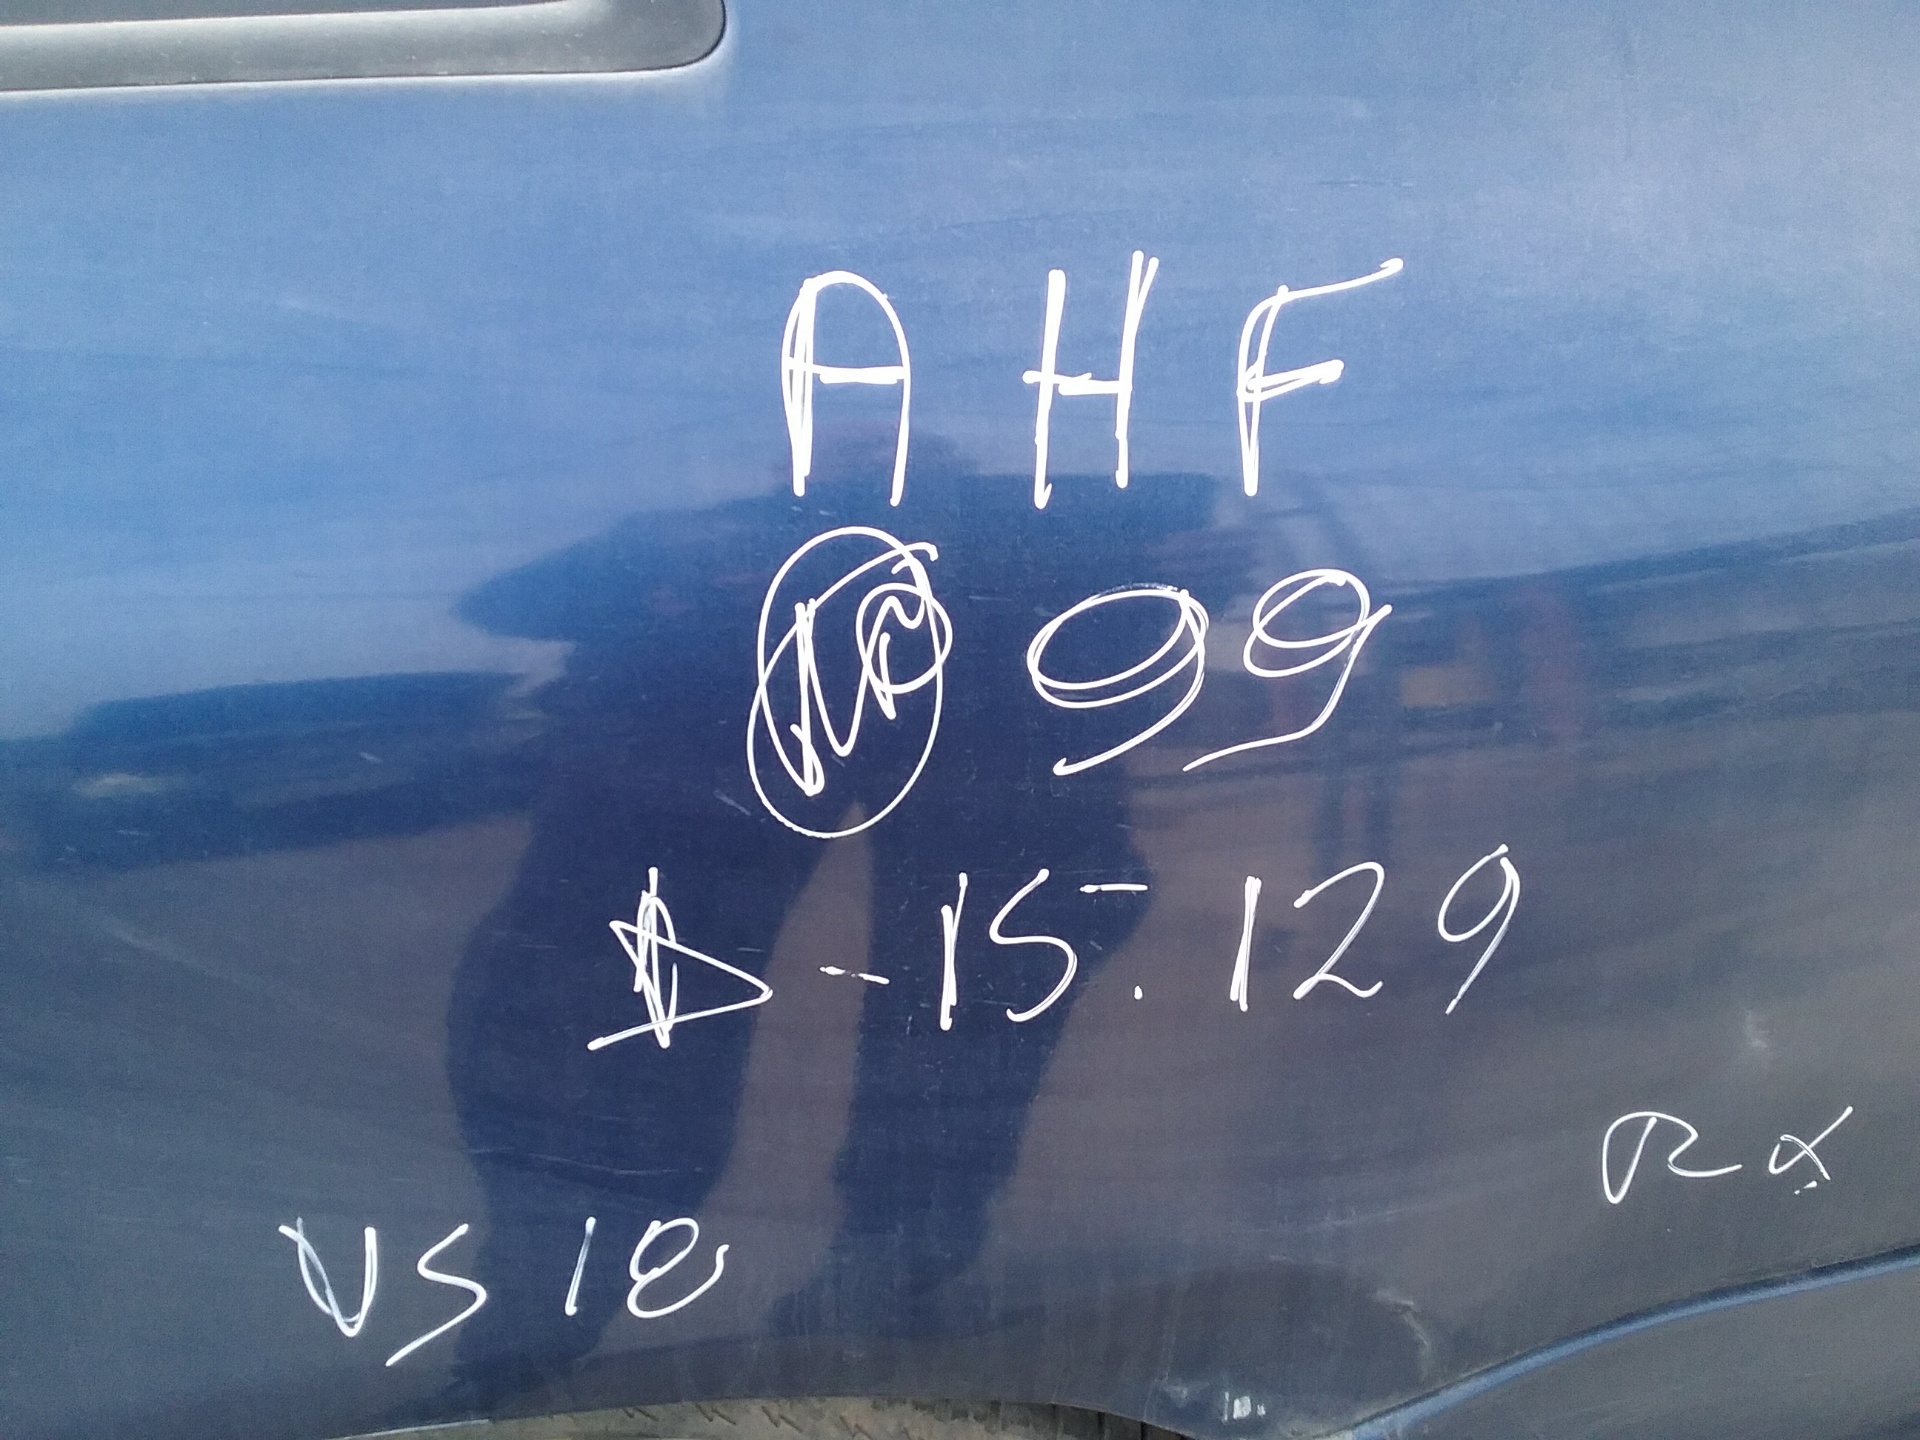 AHF
99
D-15.129
RX
VS18